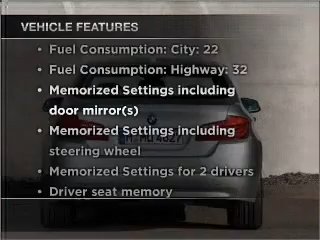 VEHICLE FEATURES
• Fuel Consumption: City: 22
• Fuel Consumption: Highway: 32
• Memorized Settings including
door mirror(s)
• Memorized Settings including
steering wheel
• Memorized Settings for 2 drivers
• Driver seat memory